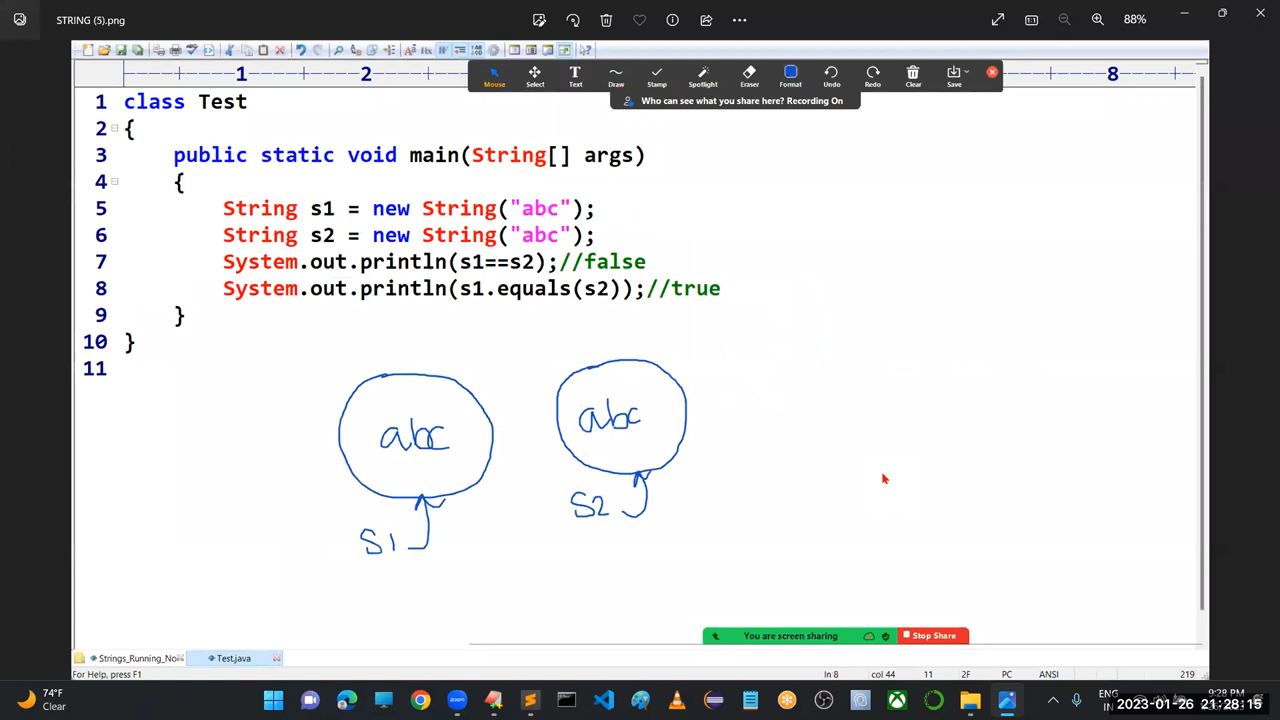 STRING (5).png
88%
1 2 8
Mouse Select Text Draw Stamp Spotlight Eraser Format Undo Redo Clear Save
Who can see what you share here? Recording On
1 class Test
2 {
3 public static void main(String[] args)
4 {
5 String s1 = new String("abc");
6 String s2 = new String("abc");
7 System.out.println(s1==s2);//false
8 System.out.println(s1.equals(s2));//true
9 }
10 }
11
abc abc
S1 S2
You are screen sharing Stop Share
Strings_Running_No Test.java
For Help, press F1 Ln 8 col 44 11 2F PC ANSI 219
74°F
Clear
ENG
IN
9:28 PM
2023-01-26 21:28:15